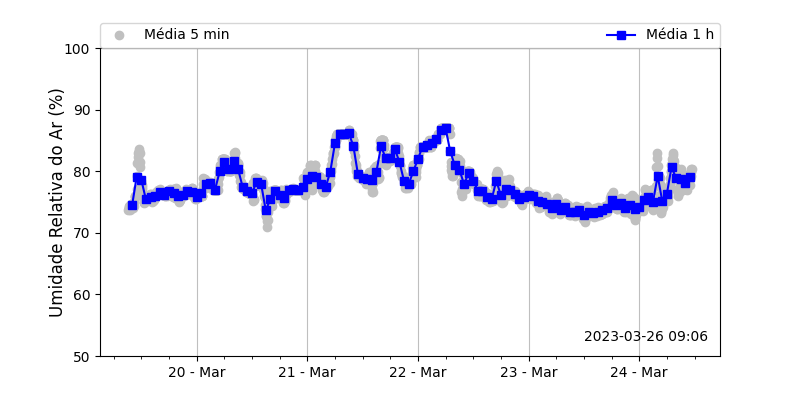 Média 5 min
Média 1 h
Umidade Relativa do Ar (%)
100
90
80
70
60
50
2023-03-26 09:06
20 - Mar
21 - Mar
22 - Mar
23 - Mar
24 - Mar